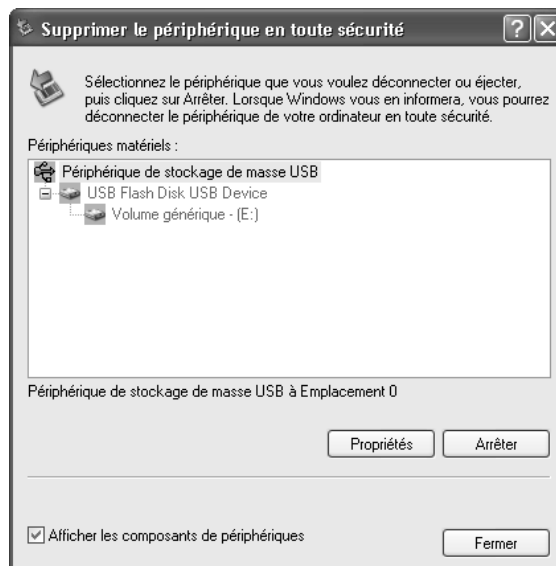 Supprimer le périphérique en toute sécurité
Sélectionnez le périphérique que vous voulez déconnecter ou éjecter,
puis cliquez sur Arrêter. Lorsque Windows vous en informera, vous pourrez
déconnecter le périphérique de votre ordinateur en toute sécurité.
Périphériques matériels :
Périphérique de stockage de masse USB
USB Flash Disk USB Device
Volume générique - (E:)
Périphérique de stockage de masse USB à Emplacement 0
Propriétés
Arrêter
Afficher les composants de périphériques
Fermer